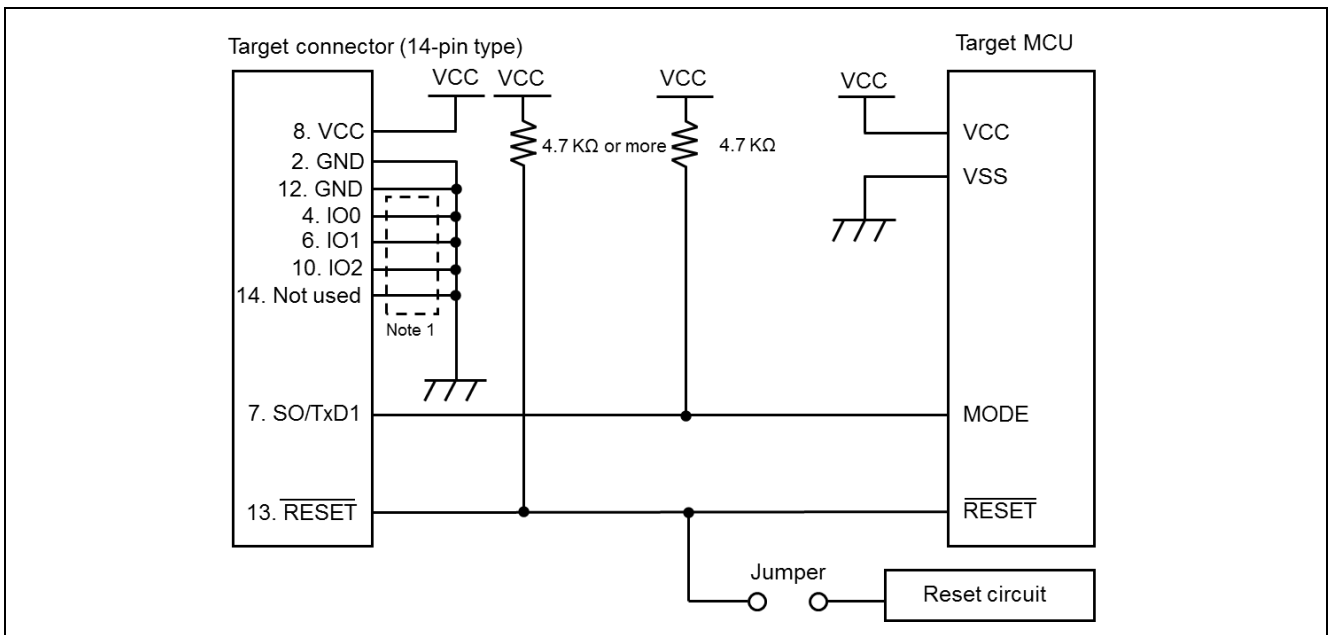 Target connector (14-pin type)
Target MCU
VCC
VCC
VCC
VCC
8. VCC
2. GND
12. GND
4. IO0
6. IO1
10. IO2
14. Not used
Note 1
4.7 KΩ or more
4.7 KΩ
VCC
VSS
7. SO/TxD1
MODE
13. RESET
RESET
Jumper
Reset circuit